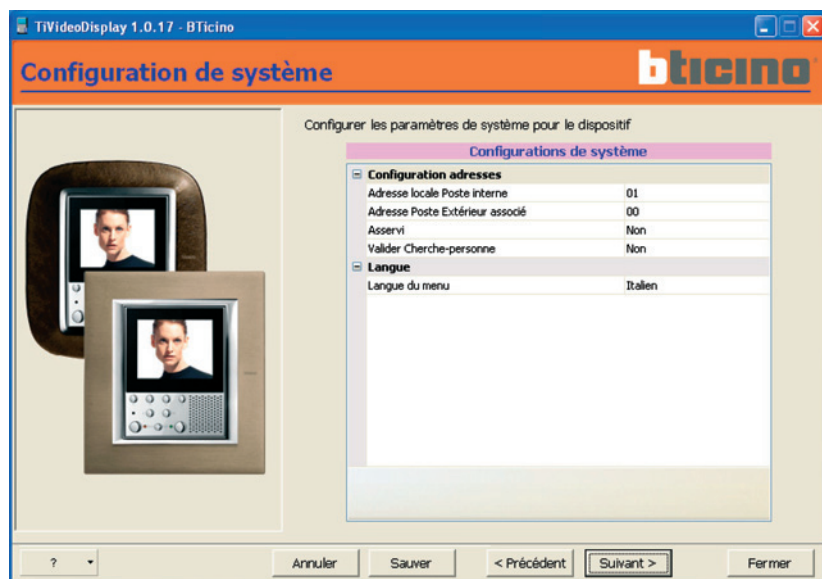 TiVideoDisplay 1.0.17 - BTicino
Configuration de système
bticino
Configurer les paramètres de système pour le dispositif
Configurations de système
Configuration adresses
Adresse locale Poste interne 01
Adresse Poste Extérieur associé 00
Asservi Non
Valider Cherche-personne Non
Langue
Langue du menu Italien
? Annuler Sauver < Précédent Suivant > Fermer